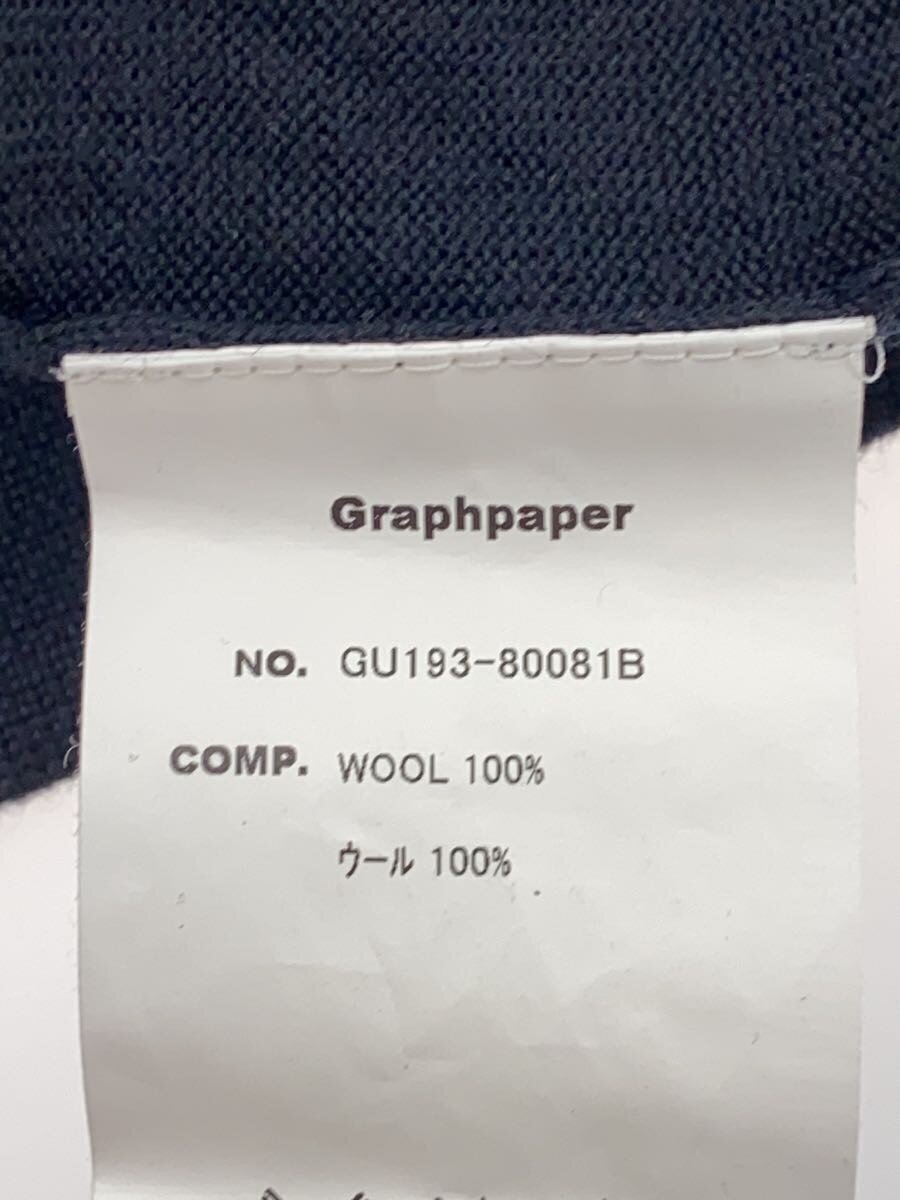 Graphpaper
NO. GU193-80081B
COMP. WOOL 100%
ウール 100%